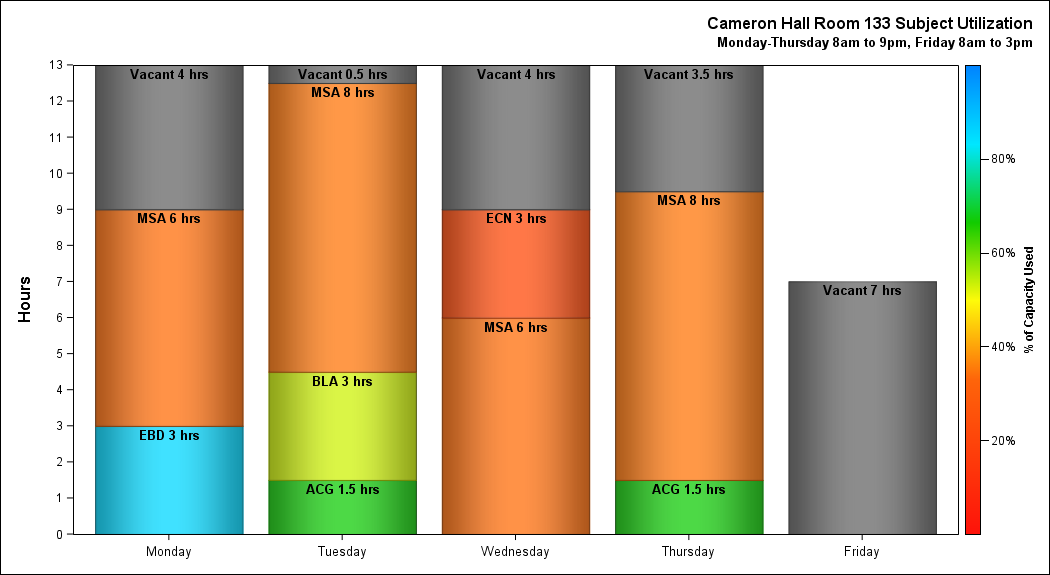 Cameron Hall Room 133 Subject Utilization
Monday-Thursday 8am to 9pm, Friday 8am to 3pm
Hours
13
12
11
10
9
8
7
6
5
4
3
2
1
0
Vacant 4 hrs
MSA 6 hrs
EBD 3 hrs
Vacant 0.5 hrs
MSA 8 hrs
BLA 3 hrs
ACG 1.5 hrs
Vacant 4 hrs
ECN 3 hrs
MSA 6 hrs
Vacant 3.5 hrs
MSA 8 hrs
ACG 1.5 hrs
Vacant 7 hrs
Monday
Tuesday
Wednesday
Thursday
Friday
80%
60%
40%
20%
% of Capacity Used